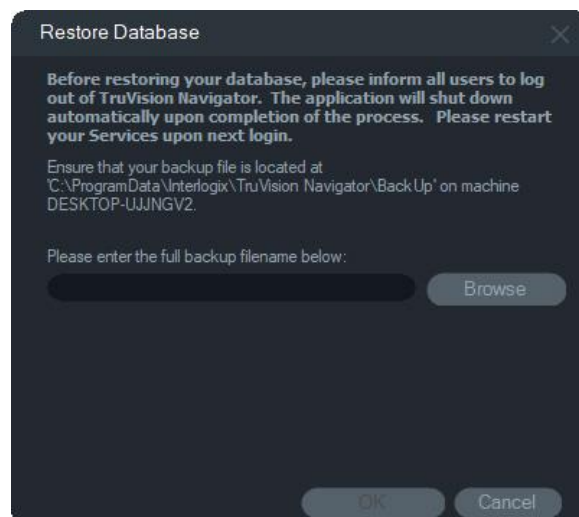 Restore Database
Before restoring your database, please inform all users to log
out of TruVision Navigator. The application will shut down
automatically upon completion of the process. Please restart
your Services upon next login.
Ensure that your backup file is located at
'C:\ProgramData\Interlogix\TruVision Navigator\BackUp' on machine
DESKTOP-UJJNGV2.
Please enter the full backup filename below:
Browse
OK Cancel